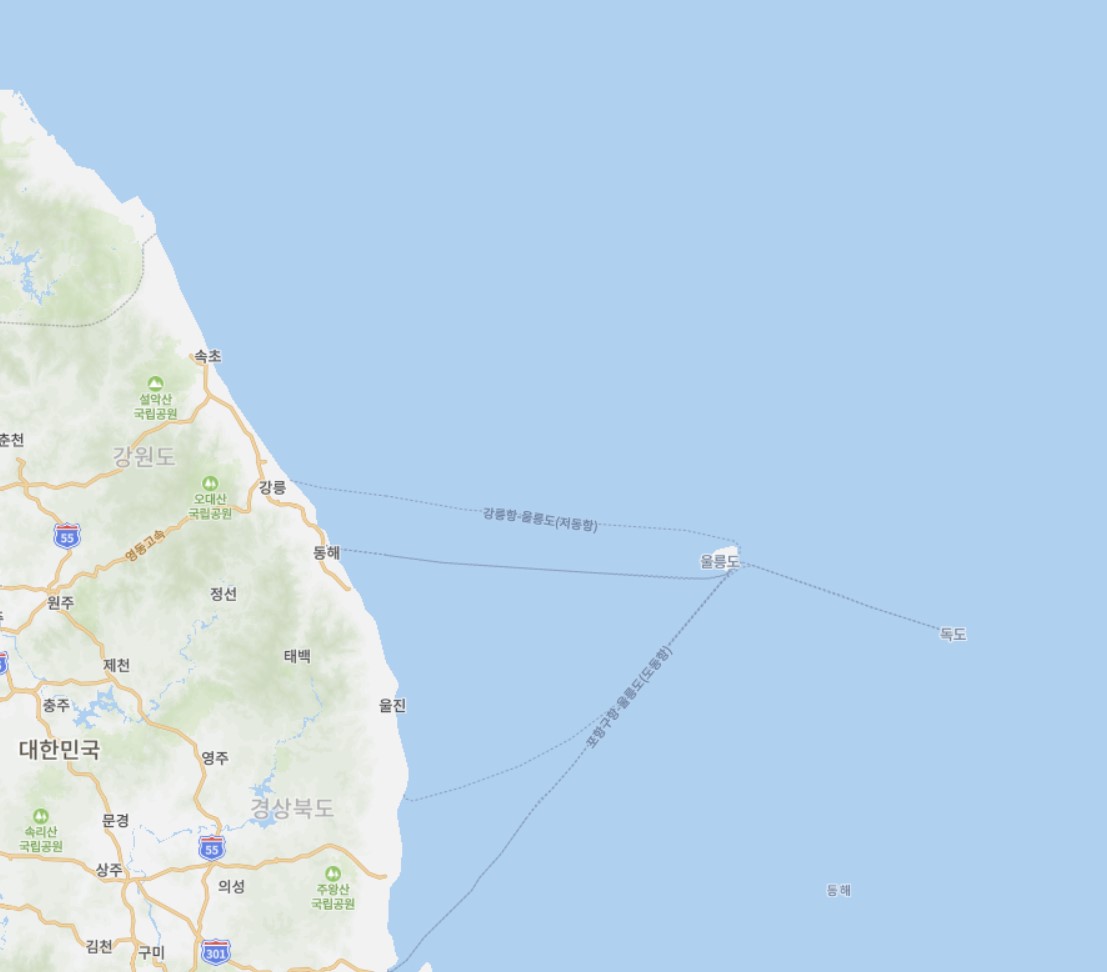 속초
설악산
국립공원
춘천
강원도
강릉
오대산
국립공원
강릉항-울릉도(저동항)
55
영동고속
동해
울릉도
정선
원주
독도
태백
제천
충주
울진
포항구항-울릉도(도동항)
대한민국
영주
경상북도
문경
속리산
국립공원
55
상주
의성
주왕산
국립공원
동해
김천
구미
301